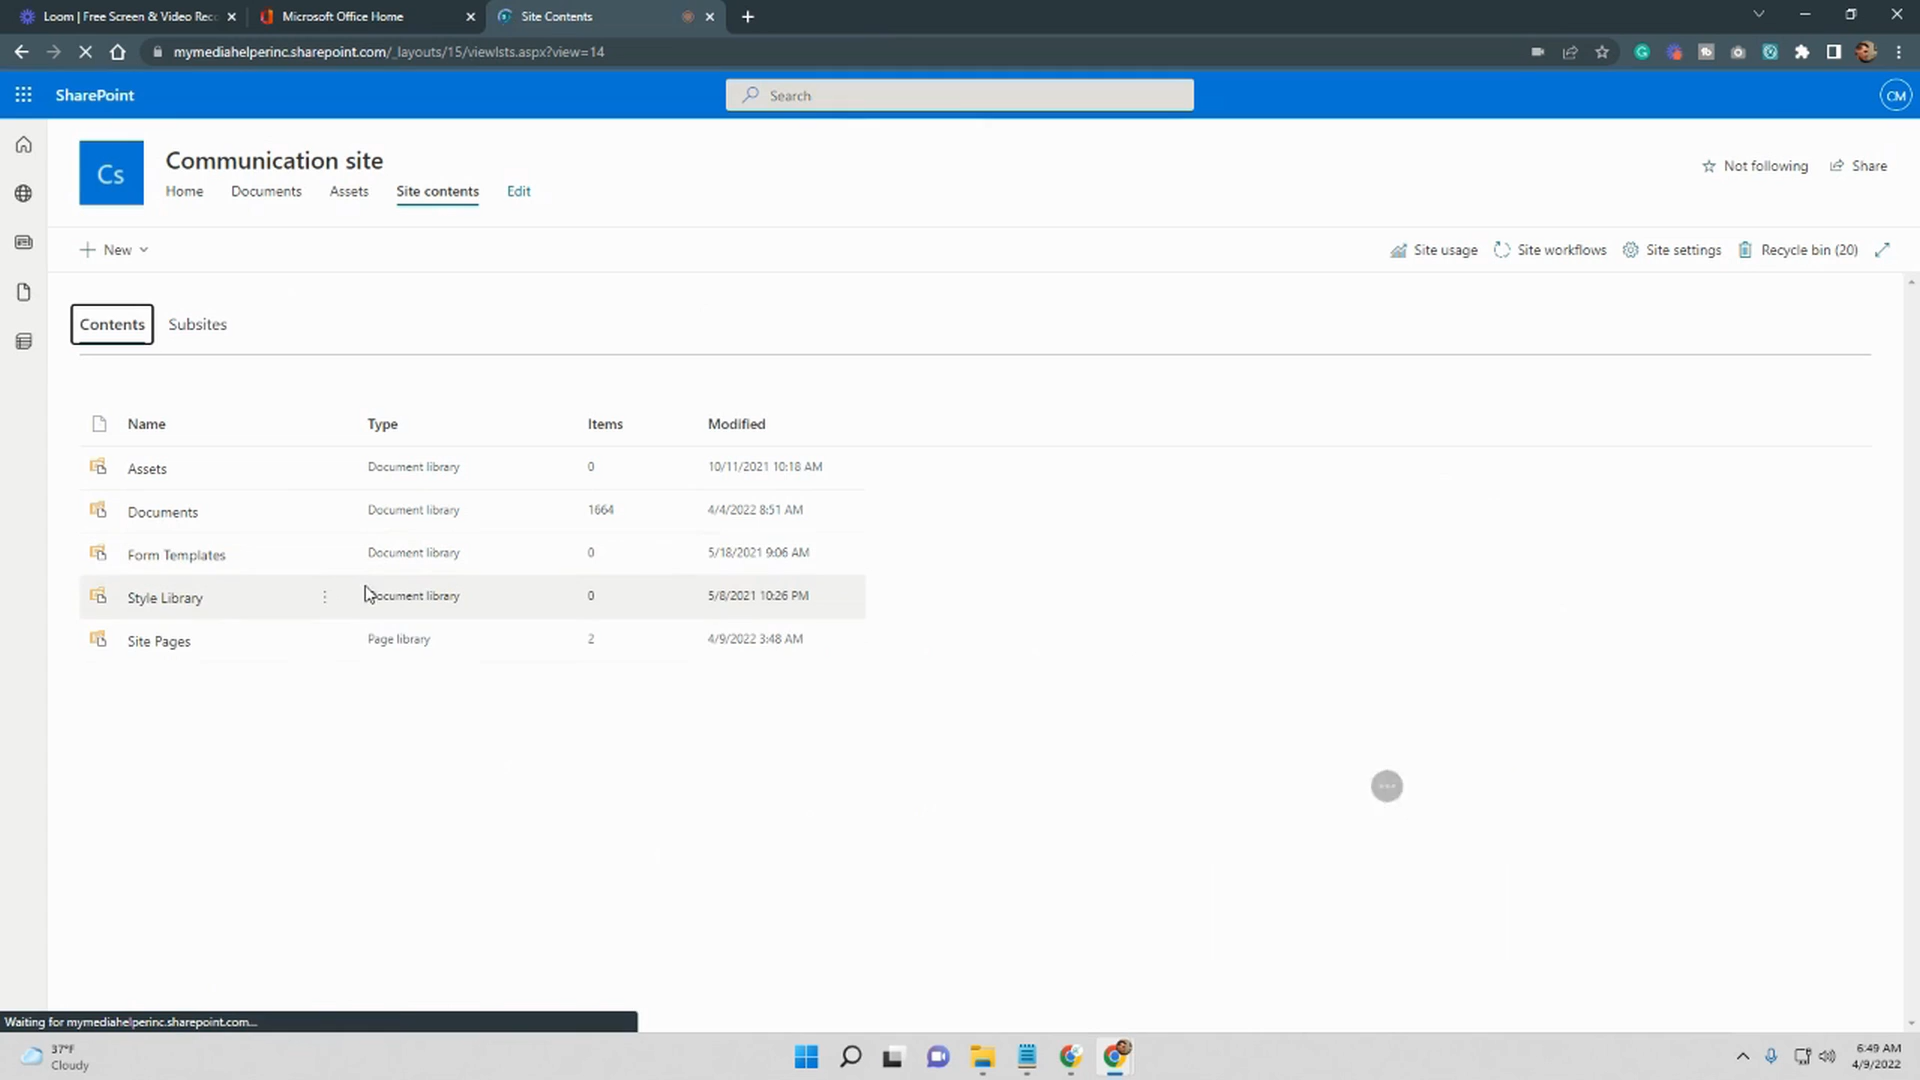 Loom | Free Screen & Video Rec
Microsoft Office Home
Site Contents
mymediahelperinc.sharepoint.com/_layouts/15/viewlsts.aspx?view=14
SharePoint
Search
CM
Cs
Communication site
Home Documents Assets Site contents Edit
Not following Share
New
Site usage Site workflows Site settings Recycle bin (20)
Contents Subsites
Name Type Items Modified
Assets Document library 0 10/11/2021 10:18 AM
Documents Document library 1664 4/4/2022 8:51 AM
Form Templates Document library 0 5/18/2021 9:06 AM
Style Library Document library 0 5/8/2021 10:26 PM
Site Pages Page library 2 4/9/2022 3:48 AM
Waiting for mymediahelperinc.sharepoint.com...
37°F
Cloudy
6:49 AM
4/9/2022